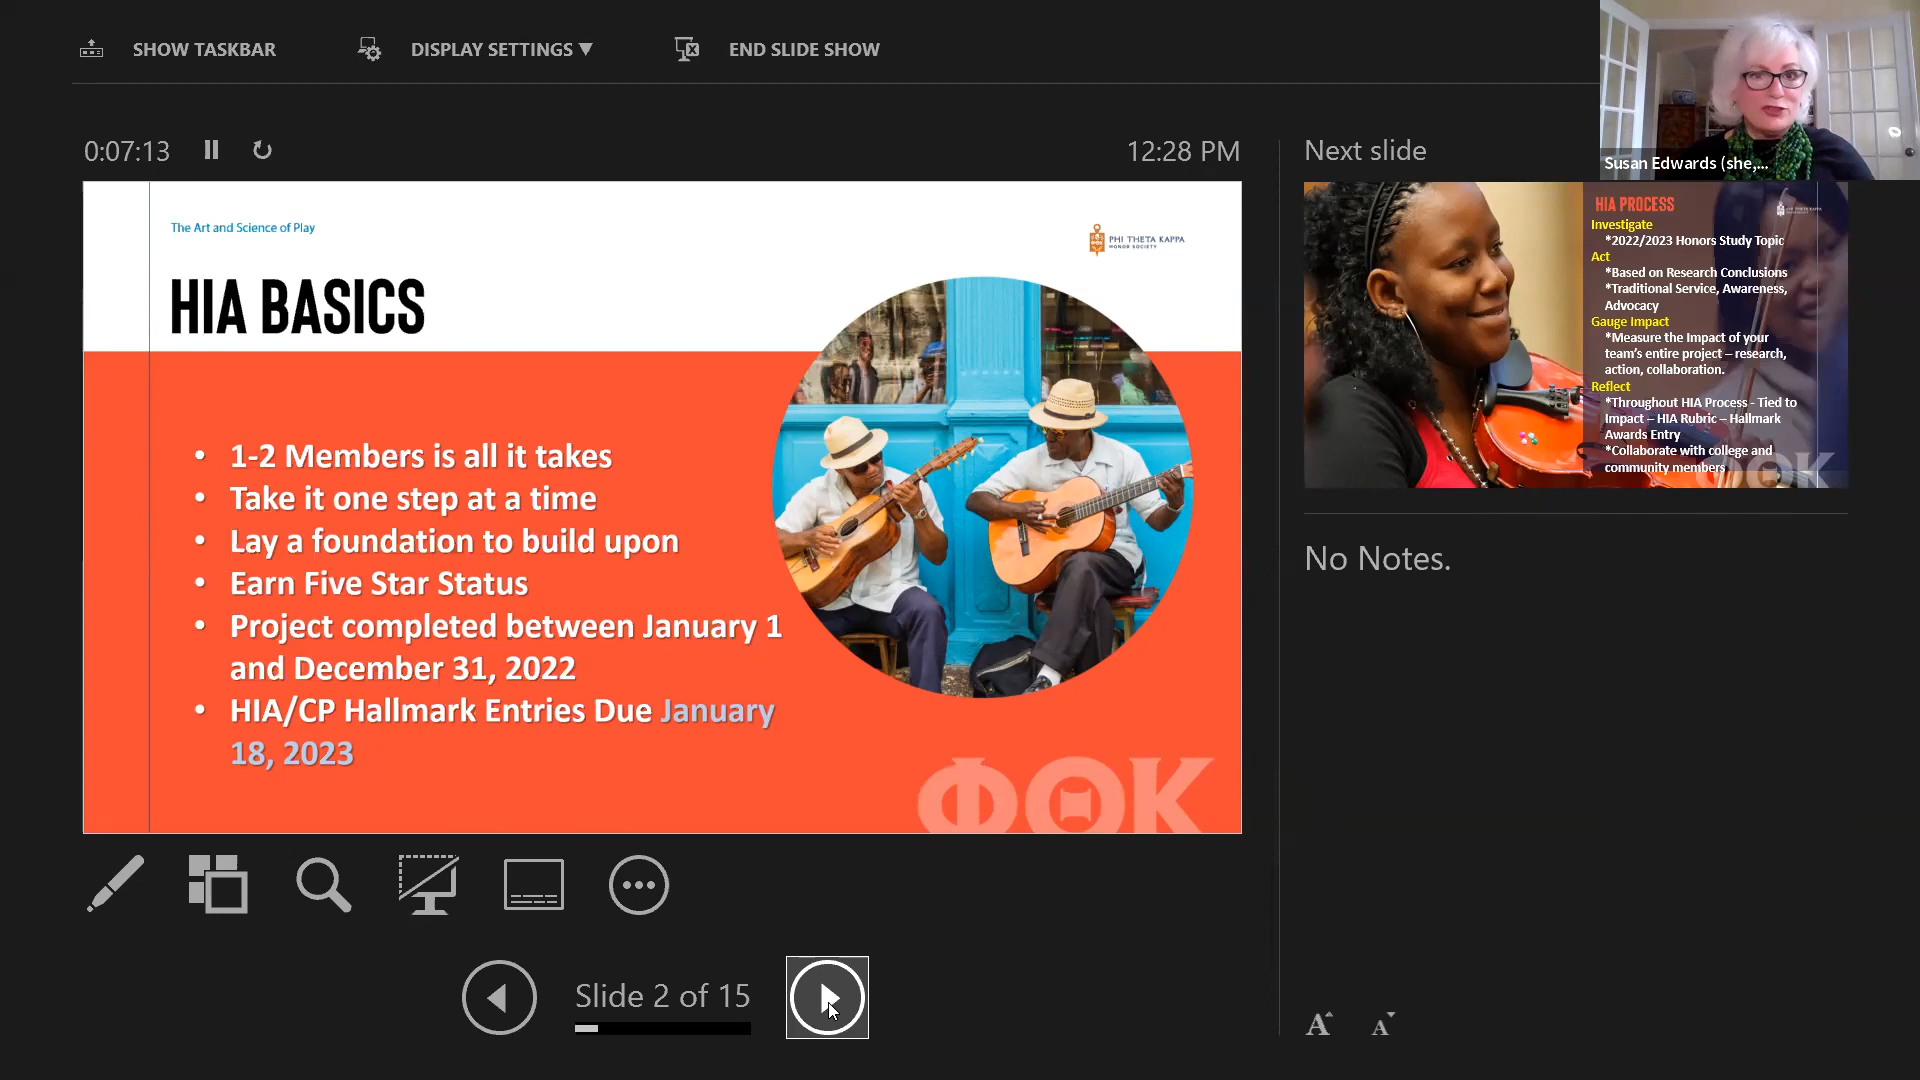 SHOW TASKBAR
DISPLAY SETTINGS ▼
END SLIDE SHOW
Susan Edwards (she,...
0:07:13
12:28 PM
The Art and Science of Play
PHI THETA KAPPA
HONOR SOCIETY
HIA BASICS
• 1-2 Members is all it takes
• Take it one step at a time
• Lay a foundation to build upon
• Earn Five Star Status
• Project completed between January 1
and December 31, 2022
• HIA/CP Hallmark Entries Due January
18, 2023
ΦΘΚ
Slide 2 of 15
Next slide
HIA PROCESS
PHI THETA KAPPA
Investigate
*2022/2023 Honors Study Topic
Act
*Based on Research Conclusions
*Traditional Service, Awareness,
Advocacy
Gauge Impact
*Measure the Impact of your
team's entire project – research,
action, collaboration.
Reflect
*Throughout HIA Process - Tied to
Impact – HIA Rubric – Hallmark
Awards Entry
*Collaborate with college and
community members
ΦΘΚ
No Notes.
A A